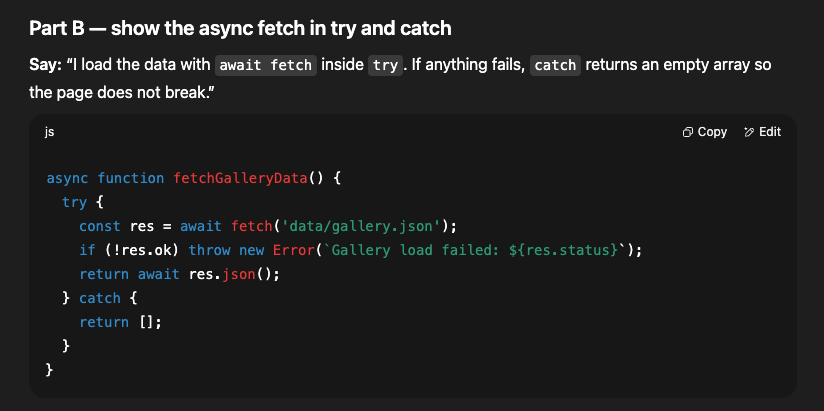 Part B — show the async fetch in try and catch
Say: “I load the data with await fetch inside try. If anything fails, catch returns an empty array so
the page does not break.”
js Copy Edit
async function fetchGalleryData() {
  try {
    const res = await fetch('data/gallery.json');
    if (!res.ok) throw new Error(`Gallery load failed: ${res.status}`);
    return await res.json();
  } catch {
    return [];
  }
}